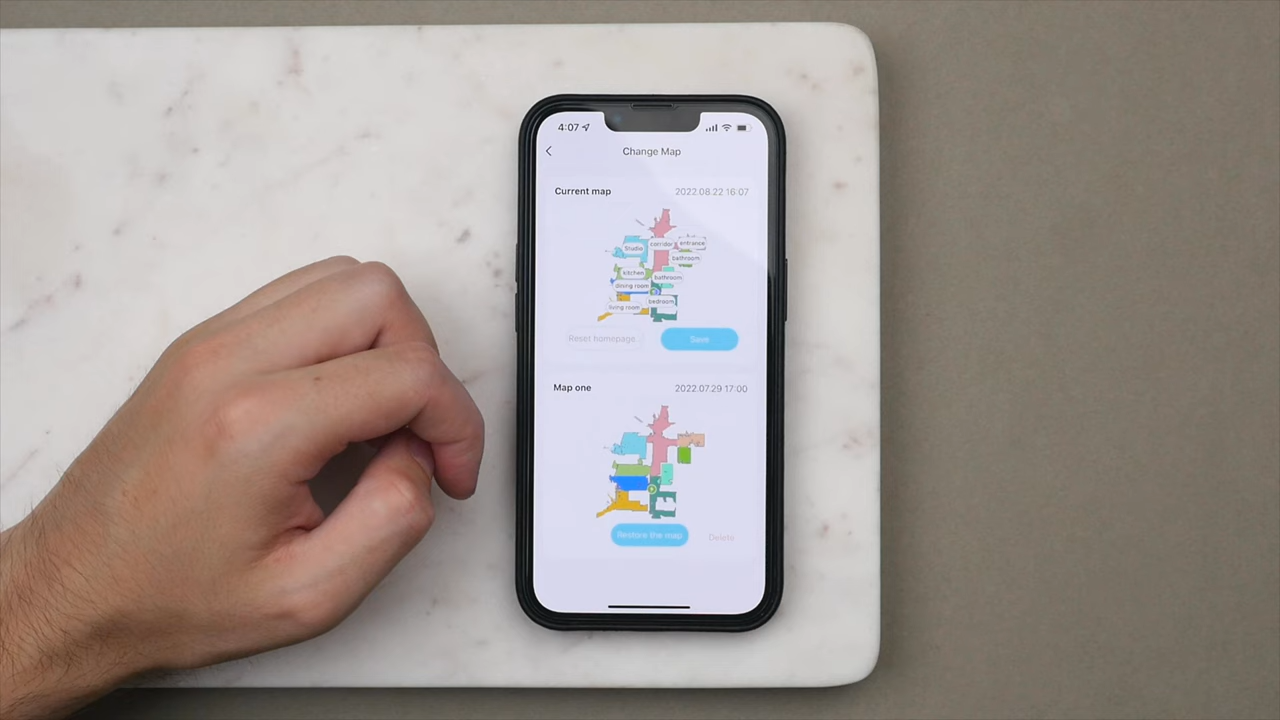 4:07
Change Map
Current map 2022.08.22 16:07
Studio corridor entrance
bathroom
kitchen bathroom
dining room
living room bedroom
Reset homepage Save
Map one 2022.07.29 17:00
Restore the map Delete